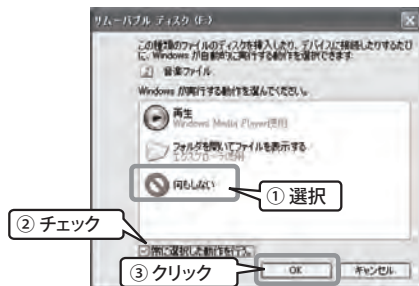 リムーバブル ディスク (F:)
この種類のファイルのディスクを挿入したり、デバイスに接続したりするたび
に、Windows が自動的に実行する動作を選択できます:
音楽ファイル
Windows が実行する動作を選んでください。
再生
Windows Media Player使用
フォルダを開いてファイルを表示する
エクスプローラ使用
何もしない
① 選択
② チェック
常に選択した動作を行う。
③ クリック
OK
キャンセル